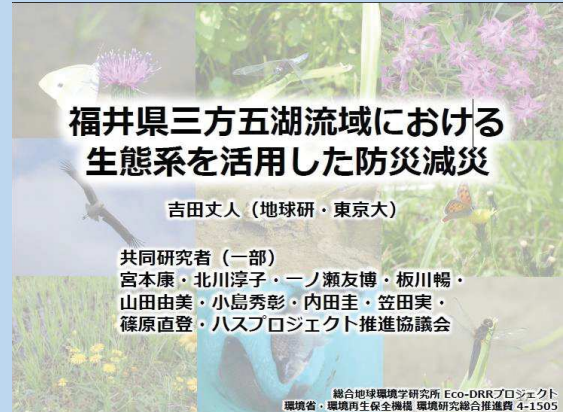 福井県三方五湖流域における
生態系を活用した防災減災
吉田丈人（地球研・東京大）
共同研究者（一部）
宮本康・北川淳子・一ノ瀬友博・板川暢・
山田由美・小島秀彰・内田圭・笠田実・
篠原直登・ハスプロジェクト推進協議会
総合地球環境学研究所 Eco-DRRプロジェクト
環境省・環境再生保全機構 環境研究総合推進費 4-1505